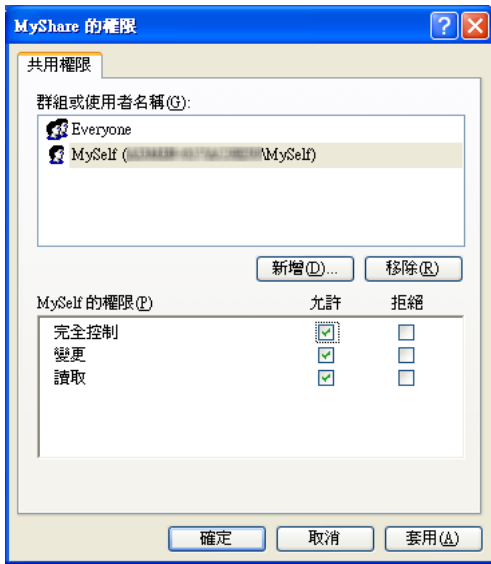 MyShare 的權限
共用權限
群組或使用者名稱(G):
Everyone
MySelf ( \MySelf)
新增(D)... 移除(R)
MySelf 的權限(P) 允許 拒絕
完全控制
變更
讀取
確定 取消 套用(A)